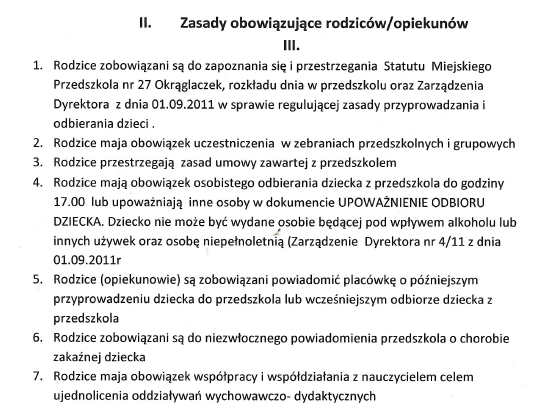 II. Zasady obowiązujące rodziców/opiekunów
III.
1. Rodzice zobowiązani są do zapoznania się i przestrzegania Statutu Miejskiego
Przedszkola nr 27 Okrąglaczek, rozkładu dnia w przedszkolu oraz Zarządzenia
Dyrektora z dnia 01.09.2011 w sprawie regulującej zasady przyprowadzania i
odbierania dzieci .
2. Rodzice maja obowiązek uczestniczenia w zebraniach przedszkolnych i grupowych
3. Rodzice przestrzegają zasad umowy zawartej z przedszkolem
4. Rodzice mają obowiązek osobistego odbierania dziecka z przedszkola do godziny
17.00 lub upoważniają inne osoby w dokumencie UPOWAŻNIENIE ODBIORU
DZIECKA. Dziecko nie może być wydane osobie będącej pod wpływem alkoholu lub
innych używek oraz osobę niepełnoletnią (Zarządzenie Dyrektora nr 4/11 z dnia
01.09.2011r
5. Rodzice (opiekunowie) są zobowiązani powiadomić placówkę o późniejszym
przyprowadzeniu dziecka do przedszkola lub wcześniejszym odbiorze dziecka z
przedszkola
6. Rodzice zobowiązani są do niezwłocznego powiadomienia przedszkola o chorobie
zakaźnej dziecka
7. Rodzice maja obowiązek współpracy i współdziałania z nauczycielem celem
ujednolicenia oddziaływań wychowawczo- dydaktycznych